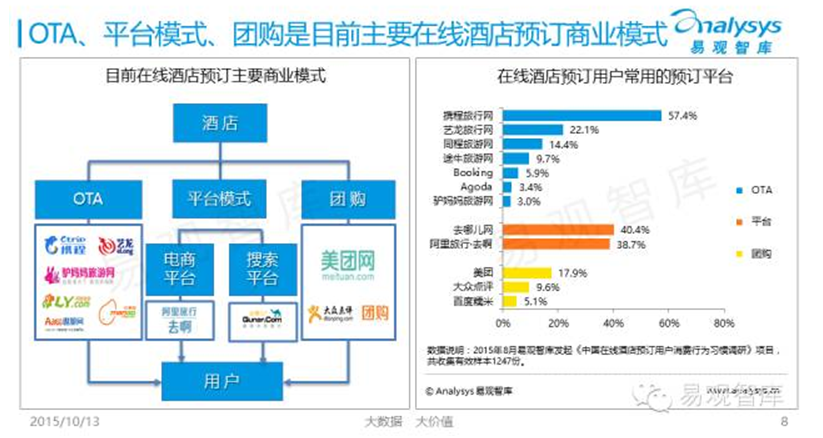 OTA、平台模式、团购是目前主要在线酒店预订商业模式
analysys
易观智库
目前在线酒店预订主要商业模式
酒店
OTA
平台模式
团购
Ctrip
携程
艺龙
eLong
驴妈妈旅游网
LY.com
电商
平台
搜索
平台
阿里旅行
去啊
Qunar.Com
美团网
meituan.com
大众点评
dianping.com
团购
用户
在线酒店预订用户常用的预订平台
携程旅行网 57.4%
艺龙旅行网 22.1%
同程旅游网 14.4%
途牛旅游网 9.7%
Booking 5.9%
Agoda 3.4%
驴妈妈旅游网 3.0%
去哪儿网 40.4%
阿里旅行·去啊 38.7%
美团 17.9%
大众点评 9.6%
百度糯米 5.1%
0% 20% 40% 60% 80%
OTA
平台
团购
数据说明：2015年8月易观智库发起《中国在线酒店预订用户消费行为习惯调研》项目，
共收集有效样本1247份。
© Analysys 易观智库
易观智库
2015/10/13
大数据 大价值
8